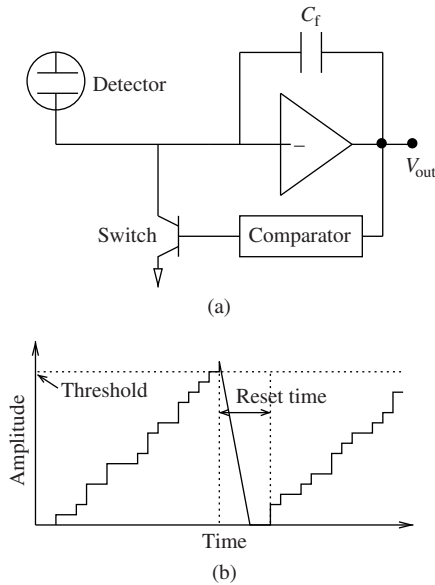 C_f
Detector
−
V_out
Switch
Comparator
(a)
Threshold
Reset time
Amplitude
Time
(b)